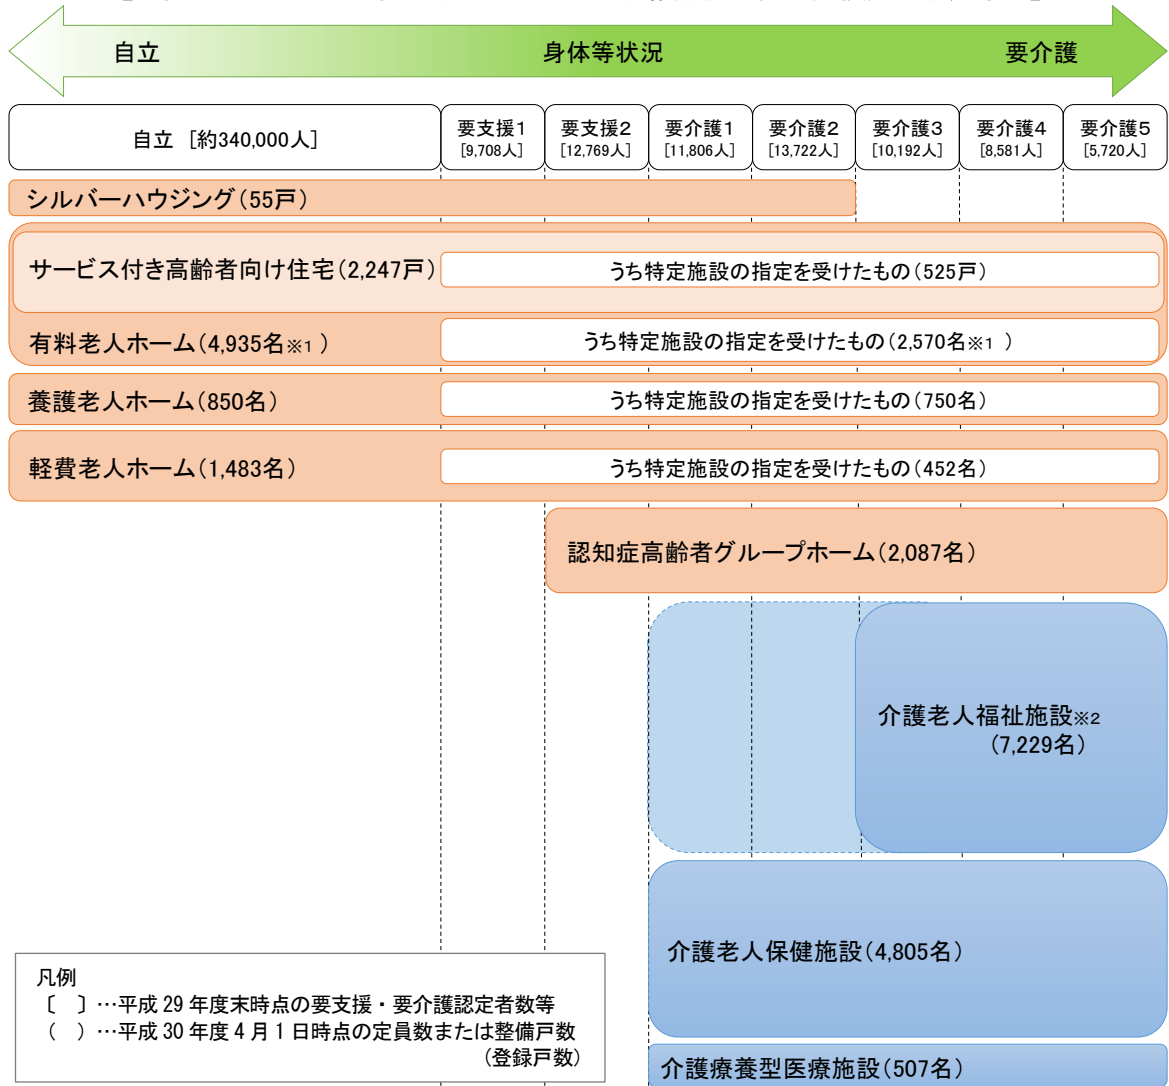 自立 身体等状況 要介護
自立 [約340,000人]
要支援1
[9,708人]
要支援2
[12,769人]
要介護1
[11,806人]
要介護2
[13,722人]
要介護3
[10,192人]
要介護4
[8,581人]
要介護5
[5,720人]
シルバーハウジング(55戸)
サービス付き高齢者向け住宅(2,247戸)
うち特定施設の指定を受けたもの(525戸)
有料老人ホーム(4,935名※1 )
うち特定施設の指定を受けたもの(2,570名※1 )
養護老人ホーム(850名)
うち特定施設の指定を受けたもの(750名)
軽費老人ホーム(1,483名)
うち特定施設の指定を受けたもの(452名)
認知症高齢者グループホーム(2,087名)
介護老人福祉施設※2
(7,229名)
介護老人保健施設(4,805名)
介護療養型医療施設(507名)
凡例
〔 〕…平成 29 年度末時点の要支援・要介護認定者数等
( )…平成 30 年度 4 月 1 日時点の定員数または整備戸数
(登録戸数)